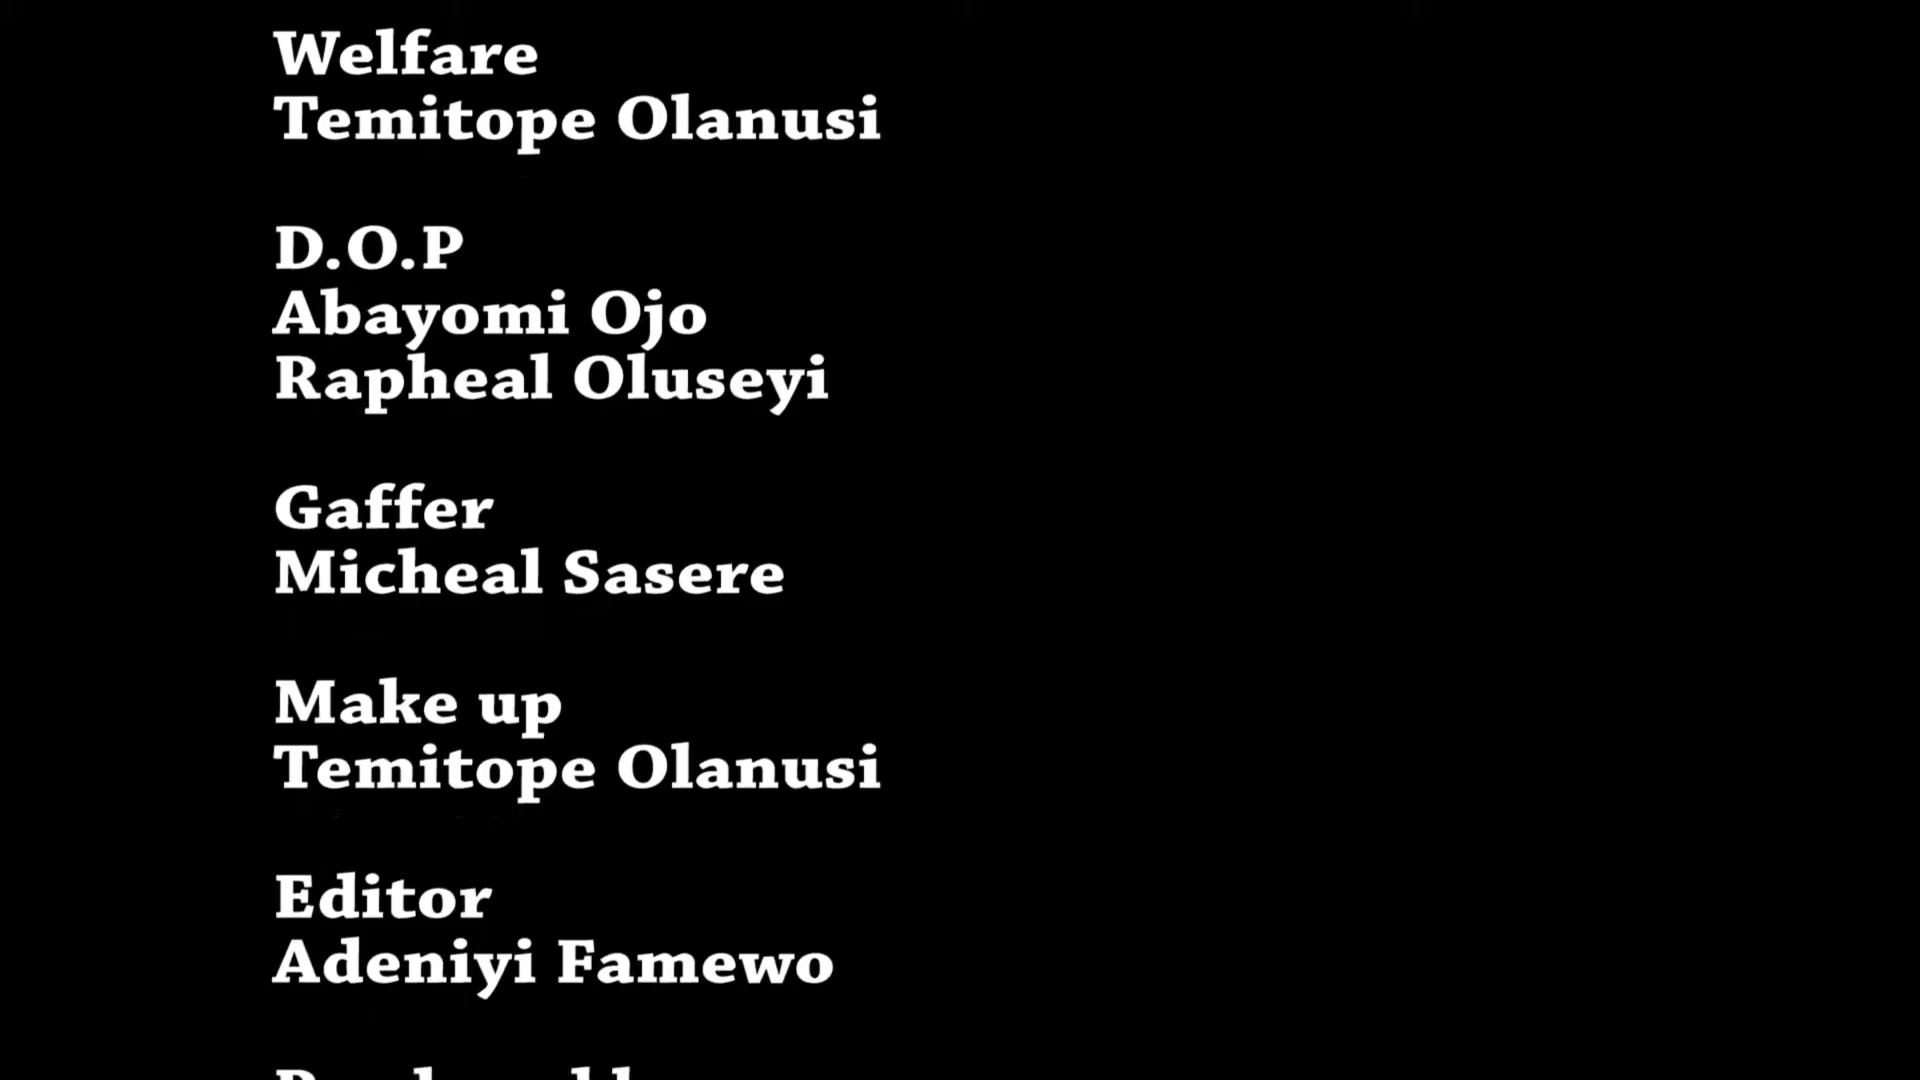 Welfare
Temitope Olanusi
D.O.P
Abayomi Ojo
Rapheal Oluseyi
Gaffer
Micheal Sasere
Make up
Temitope Olanusi
Editor
Adeniyi Famewo